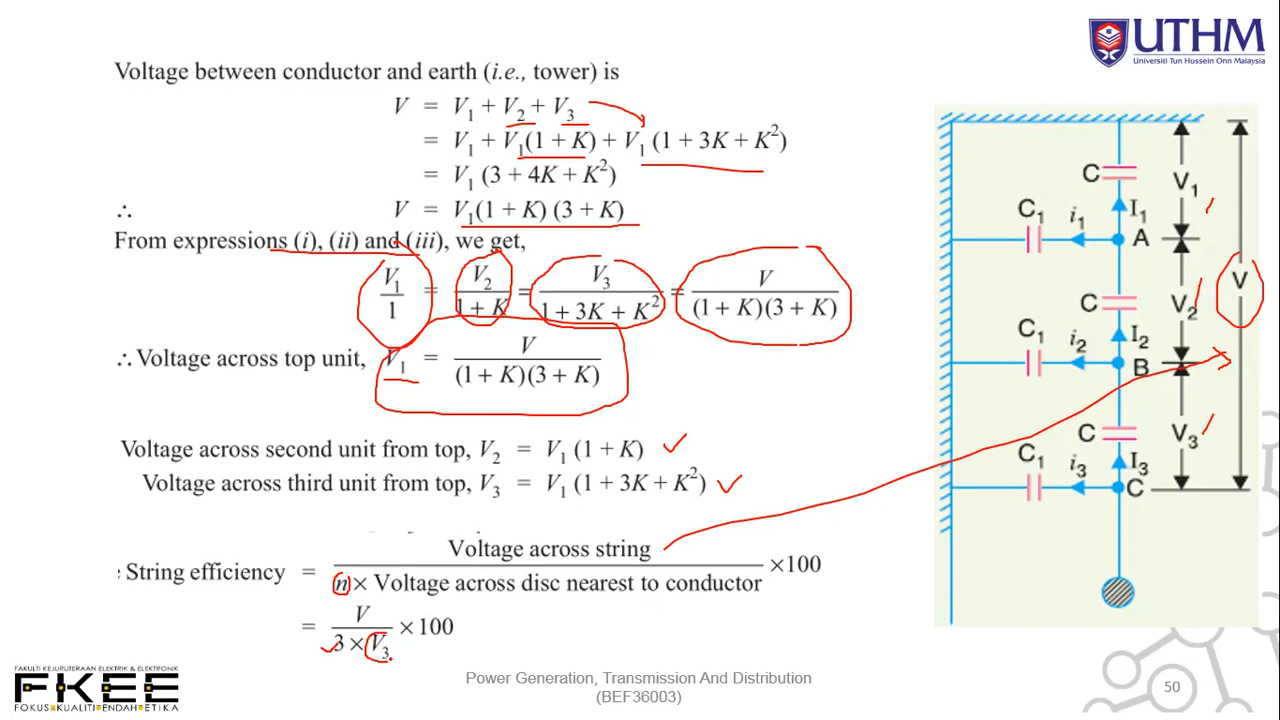 UTHM
Universiti Tun Hussein Onn Malaysia
Voltage between conductor and earth (i.e., tower) is
V = V₁ + V₂ + V₃
= V₁ + V₁(1 + K) + V₁ (1 + 3K + K²)
= V₁ (3 + 4K + K²)
∴ V = V₁(1 + K) (3 + K)
From expressions (i), (ii) and (iii), we get,
V₁/1 = V₂/(1 + K) = V₃/(1 + 3K + K²) = V/((1 + K)(3 + K))
∴ Voltage across top unit, V₁ = V/((1 + K)(3 + K))
Voltage across second unit from top, V₂ = V₁ (1 + K) ✓
Voltage across third unit from top, V₃ = V₁ (1 + 3K + K²) ✓
String efficiency = Voltage across string / (n × Voltage across disc nearest to conductor) ×100
= V/(3 × V₃) × 100
C V₁
C₁ i₁ I₁
A
V
C V₂
C₁ i₂ I₂
B
C V₃
C₁ i₃ I₃
C
FAKULTI KEJURUTERAAN ELEKTRIK & ELEKTRONIK
FKEE
FOKUS●KUALITI●ENDAH●ETIKA
Power Generation, Transmission And Distribution
(BEF36003)
50